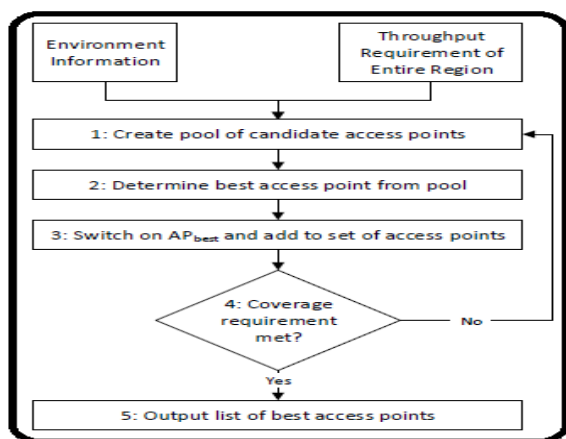 Environment
Information
Throughput
Requirement of
Entire Region
1: Create pool of candidate access points
2: Determine best access point from pool
3: Switch on APbest and add to set of access points
4: Coverage
requirement
met?
No
Yes
5: Output list of best access points